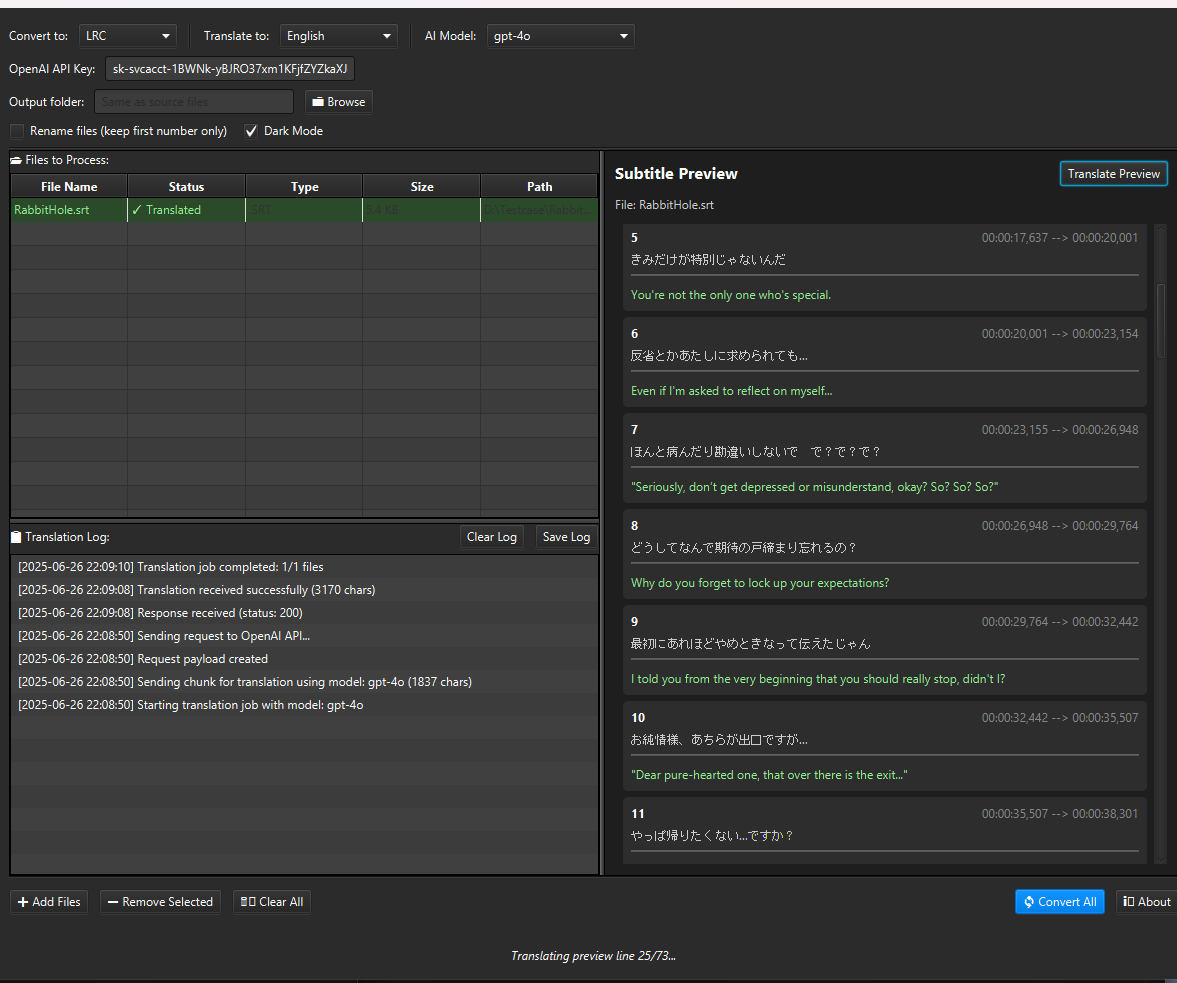 Convert to: LRC Translate to: English AI Model: gpt-4o
OpenAI API Key: sk-svcacct-1BWNk-yBJRO37xm1KFjfZYZkaXJ
Output folder: Same as source files Browse
Rename files (keep first number only) Dark Mode
Files to Process:
File Name Status Type Size Path
RabbitHole.srt ✓ Translated SRT 5.4 KB D:\Testcase\Rabbit...
Translation Log: Clear Log Save Log
[2025-06-26 22:09:10] Translation job completed: 1/1 files
[2025-06-26 22:09:08] Translation received successfully (3170 chars)
[2025-06-26 22:09:08] Response received (status: 200)
[2025-06-26 22:08:50] Sending request to OpenAI API...
[2025-06-26 22:08:50] Request payload created
[2025-06-26 22:08:50] Sending chunk for translation using model: gpt-4o (1837 chars)
[2025-06-26 22:08:50] Starting translation job with model: gpt-4o
Subtitle Preview Translate Preview
File: RabbitHole.srt
5 00:00:17,637 --> 00:00:20,001
きみだけが特別じゃないんだ
You're not the only one who's special.
6 00:00:20,001 --> 00:00:23,154
反省とかあたしに求められても...
Even if I'm asked to reflect on myself...
7 00:00:23,155 --> 00:00:26,948
ほんと病んだり勘違いしないで　で？で？で？
"Seriously, don't get depressed or misunderstand, okay? So? So? So?"
8 00:00:26,948 --> 00:00:29,764
どうしてなんで期待の戸締まり忘れるの？
Why do you forget to lock up your expectations?
9 00:00:29,764 --> 00:00:32,442
最初にあれほどやめときなって伝えたじゃん
I told you from the very beginning that you should really stop, didn't I?
10 00:00:32,442 --> 00:00:35,507
お純情様、あちらが出口ですが...
"Dear pure-hearted one, that over there is the exit..."
11 00:00:35,507 --> 00:00:38,301
やっぱ帰りたくない...ですか？
Add Files Remove Selected Clear All Convert All About
Translating preview line 25/73...